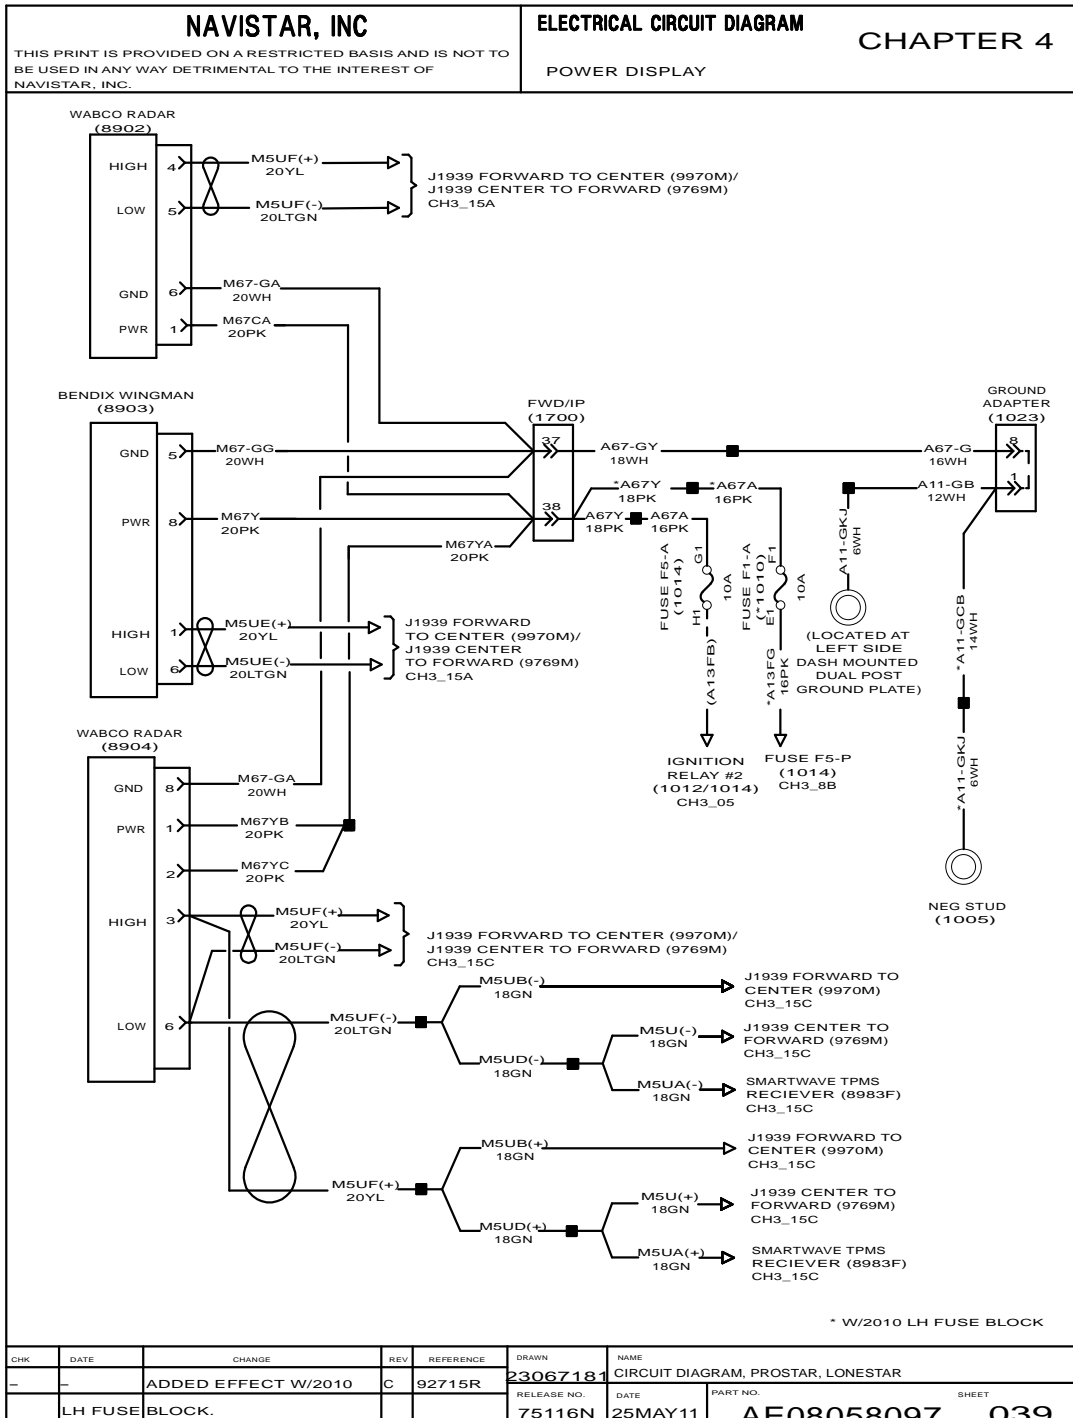 NAVISTAR, INC
THIS PRINT IS PROVIDED ON A RESTRICTED BASIS AND IS NOT TO
BE USED IN ANY WAY DETRIMENTAL TO THE INTEREST OF
NAVISTAR, INC.
ELECTRICAL CIRCUIT DIAGRAM
POWER DISPLAY
CHAPTER 4
WABCO RADAR
(8902)
HIGH 4 M5UF(+)
20YL
LOW 5 M5UF(-)
20LTGN
J1939 FORWARD TO CENTER (9970M)/
J1939 CENTER TO FORWARD (9769M)
CH3_15A
GND 6 M67-GA
20WH
PWR 1 M67CA
20PK
BENDIX WINGMAN
(8903)
GND 5 M67-GG
20WH
PWR 8 M67Y
20PK
M67YA
20PK
HIGH 1 M5UE(+)
20YL
LOW 6 M5UE(-)
20LTGN
J1939 FORWARD
TO CENTER (9970M)/
J1939 CENTER
TO FORWARD (9769M)
CH3_15A
FWD/IP
(1700)
37
38
A67-GY
18WH
A67-G
16WH
GROUND
ADAPTER
(1023)
8
1
A11-GB
12WH
*A67Y
18PK
*A67A
16PK
A67Y
18PK
A67A
16PK
FUSE F5-A
(1014)
G1
H1
10A
(A13FB)
FUSE F1-A
(*1010)
F1
E1
10A
*A13FG
16PK
A11-GKJ
6WH
(LOCATED AT
LEFT SIDE
DASH MOUNTED
DUAL POST
GROUND PLATE)
*A11-GCB
14WH
*A11-GKJ
6WH
IGNITION
RELAY #2
(1012/1014)
CH3_05
FUSE F5-P
(1014)
CH3_8B
NEG STUD
(1005)
WABCO RADAR
(8904)
GND 8 M67-GA
20WH
PWR 1 M67YB
20PK
2 M67YC
20PK
HIGH 3 M5UF(+)
20YL
M5UF(-)
20LTGN
J1939 FORWARD TO CENTER (9970M)/
J1939 CENTER TO FORWARD (9769M)
CH3_15C
LOW 6 M5UF(-)
20LTGN
M5UB(-)
18GN
J1939 FORWARD TO
CENTER (9970M)
CH3_15C
M5UD(-)
18GN
M5U(-)
18GN
J1939 CENTER TO
FORWARD (9769M)
CH3_15C
M5UA(-)
18GN
SMARTWAVE TPMS
RECIEVER (8983F)
CH3_15C
M5UF(+)
20YL
M5UB(+)
18GN
J1939 FORWARD TO
CENTER (9970M)
CH3_15C
M5UD(+)
18GN
M5U(+)
18GN
J1939 CENTER TO
FORWARD (9769M)
CH3_15C
M5UA(+)
18GN
SMARTWAVE TPMS
RECIEVER (8983F)
CH3_15C
* W/2010 LH FUSE BLOCK
CHK DATE CHANGE REV REFERENCE
– – ADDED EFFECT W/2010 C 92715R
LH FUSE BLOCK.
DRAWN
23067181
NAME
CIRCUIT DIAGRAM, PROSTAR, LONESTAR
RELEASE NO.
75116N
DATE
25MAY11
PART NO.
AE08058097
SHEET
039